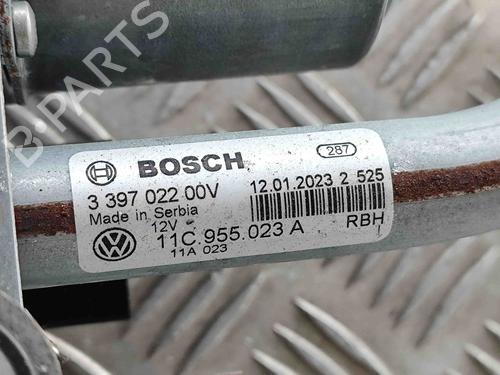 B-PARTS
BOSCH
287
3 397 022 00V
12.01.2023 2 525
Made in Serbia
12V
11C.955.023 A
RBH
11A 023